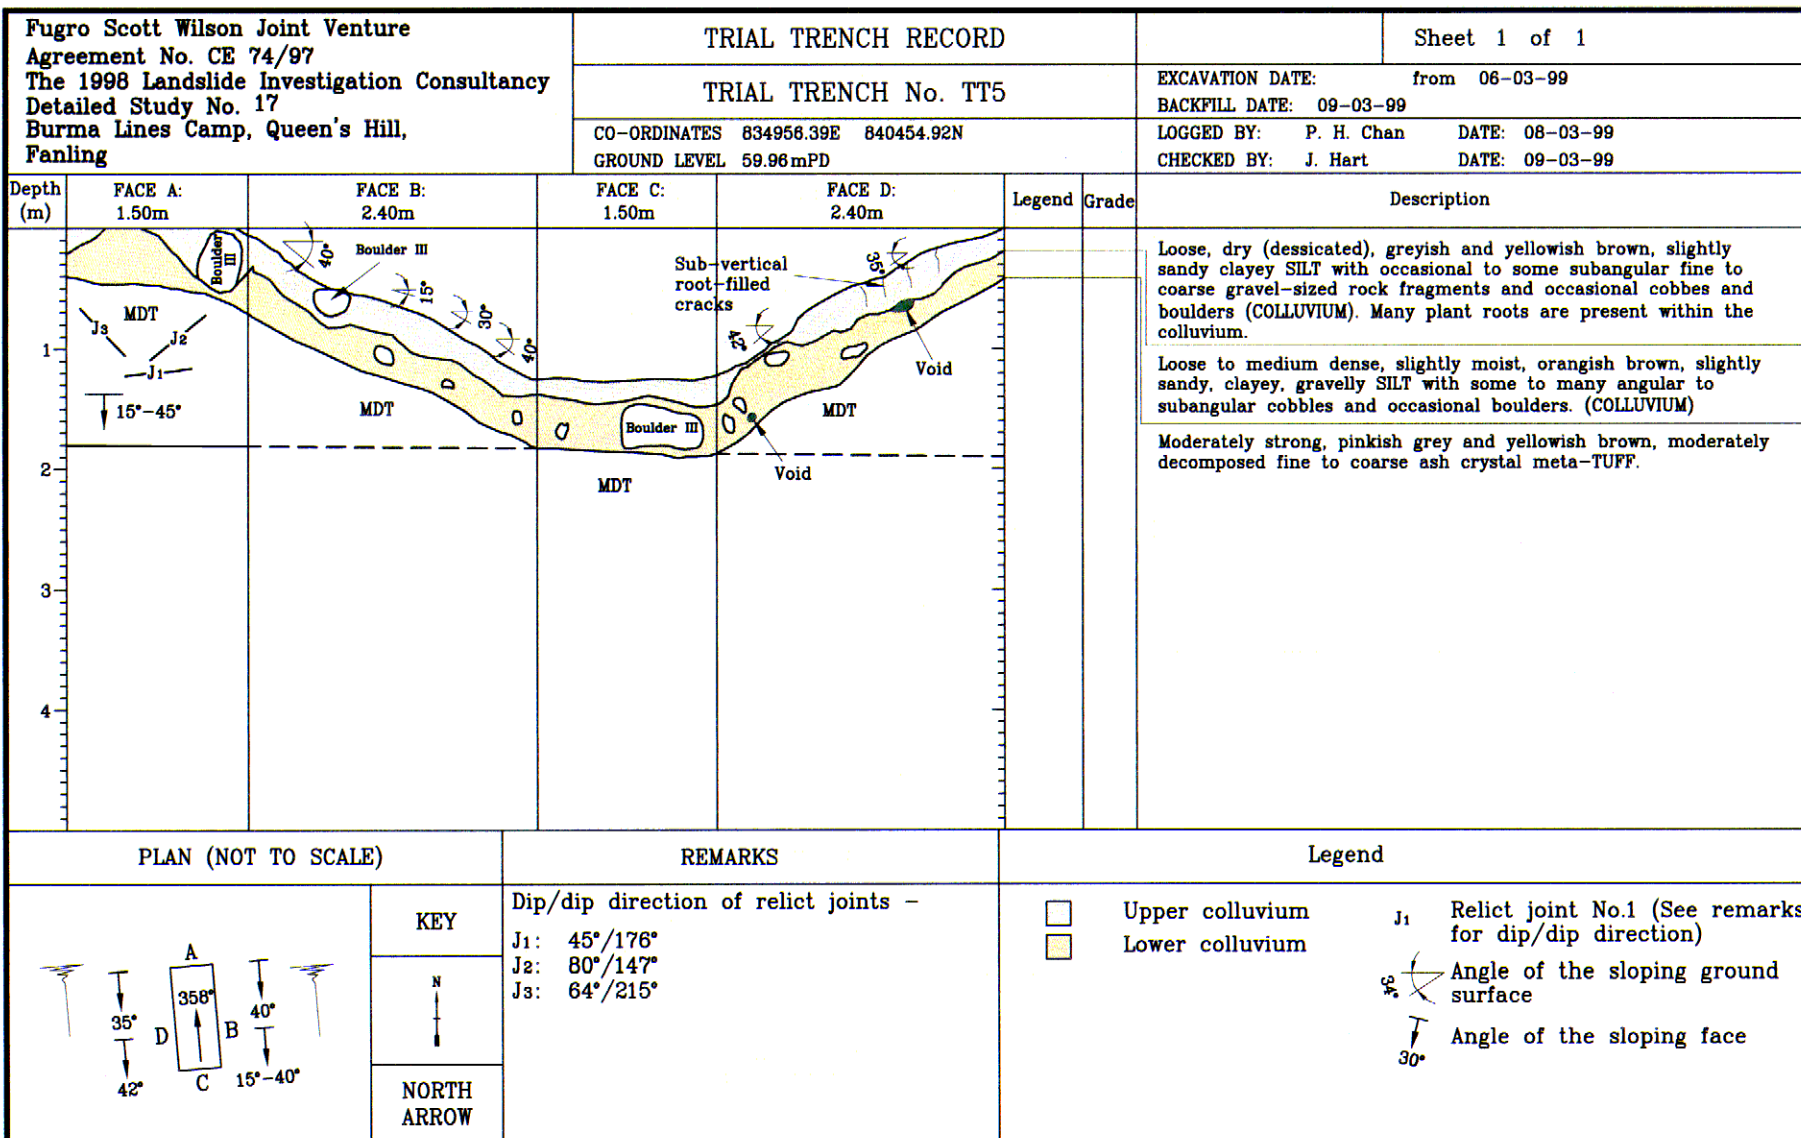 Fugro Scott Wilson Joint Venture
Agreement No. CE 74/97
The 1998 Landslide Investigation Consultancy
Detailed Study No. 17
Burma Lines Camp, Queen's Hill,
Fanling
TRIAL TRENCH RECORD
TRIAL TRENCH No. TT5
CO-ORDINATES 834958.39E 840454.92N
GROUND LEVEL 59.96mPD
Sheet 1 of 1
EXCAVATION DATE: from 06-03-99
BACKFILL DATE: 09-03-99
LOGGED BY: P. H. Chan DATE: 08-03-99
CHECKED BY: J. Hart DATE: 09-03-99
Depth
(m)
FACE A:
1.50m
FACE B:
2.40m
FACE C:
1.50m
FACE D:
2.40m
Legend
Grade
Description
1
2
3
4
Boulder
III
MDT
J3
J2
J1
15°-45°
40°
Boulder III
15°
30°
40°
MDT
Boulder III
MDT
Sub-vertical
root-filled
cracks
35°
42°
Void
MDT
Void
Loose, dry (dessicated), greyish and yellowish brown, slightly
sandy clayey SILT with occasional to some subangular fine to
coarse gravel-sized rock fragments and occasional cobbes and
boulders (COLLUVIUM). Many plant roots are present within the
colluvium.
Loose to medium dense, slightly moist, orangish brown, slightly
sandy, clayey, gravelly SILT with some to many angular to
subangular cobbles and occasional boulders. (COLLUVIUM)
Moderately strong, pinkish grey and yellowish brown, moderately
decomposed fine to coarse ash crystal meta-TUFF.
PLAN (NOT TO SCALE)
A
358°
35°
40°
D
B
42°
C
15°-40°
KEY
N
NORTH
ARROW
REMARKS
Dip/dip direction of relict joints -
J1: 45°/176°
J2: 80°/147°
J3: 64°/215°
Legend
Upper colluvium
Lower colluvium
J1 Relict joint No.1 (See remarks
for dip/dip direction)
34° Angle of the sloping ground
surface
30° Angle of the sloping face